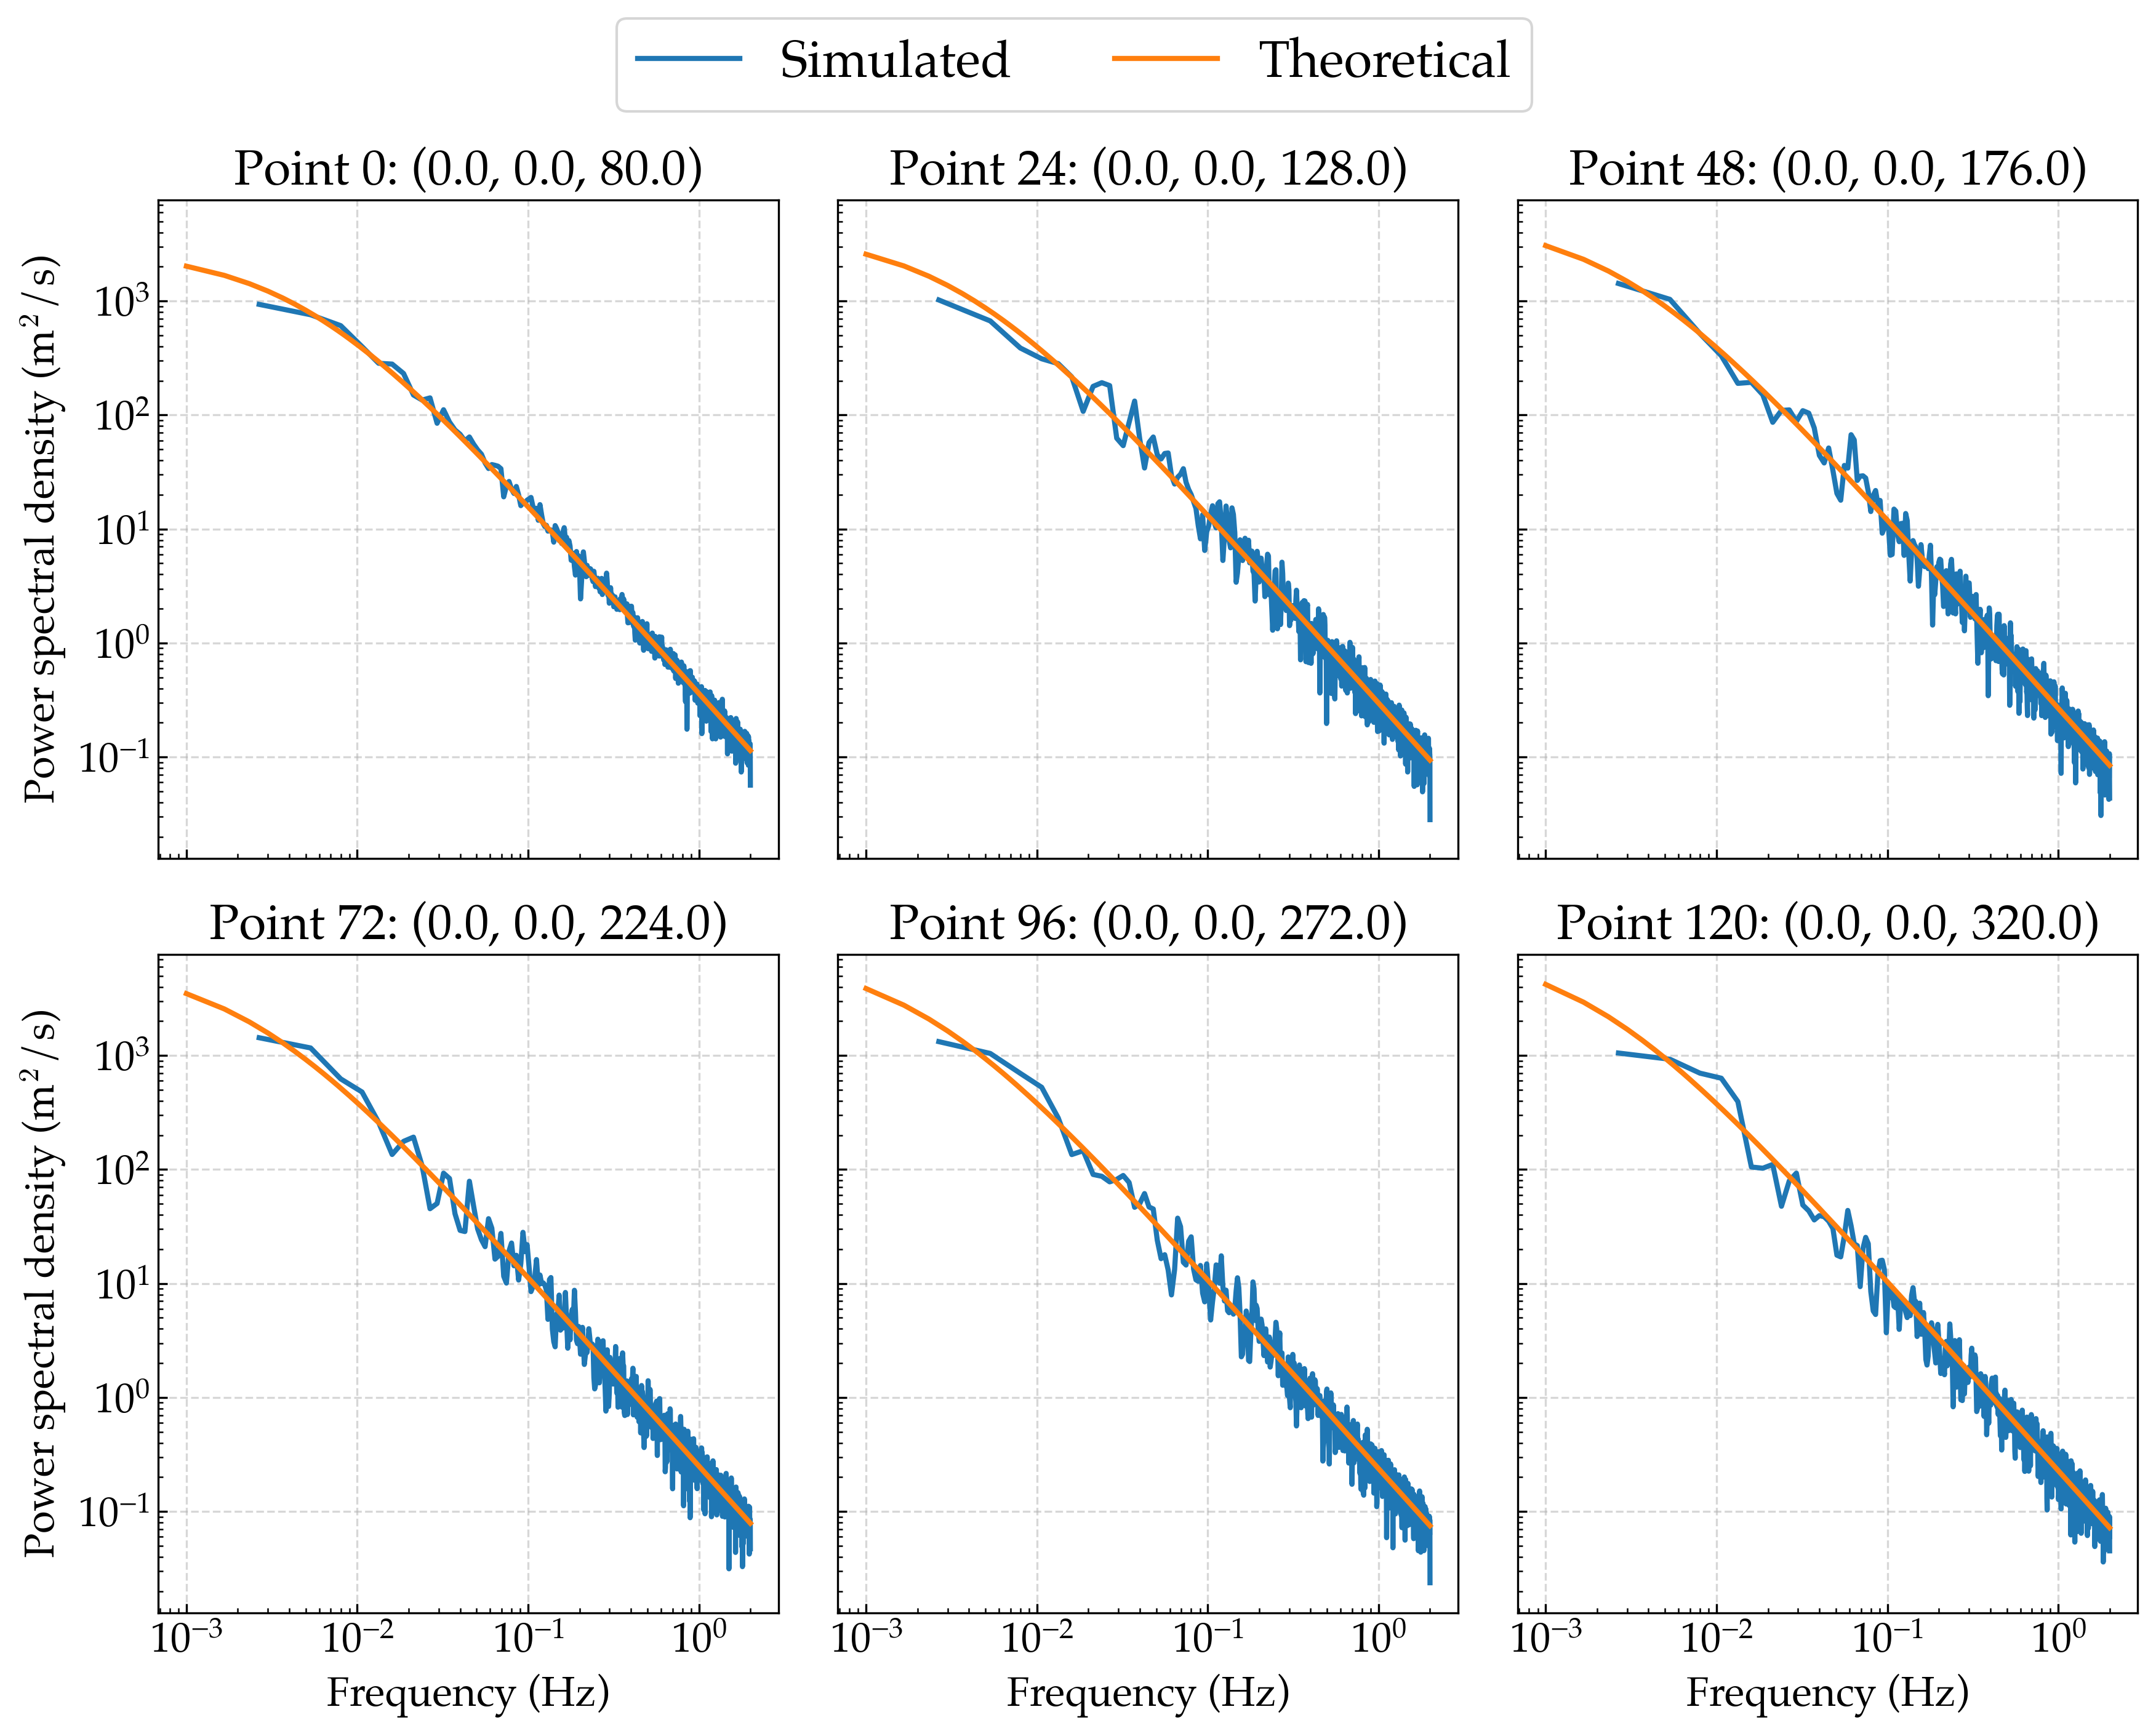 Simulated Theoretical
Point 0: (0.0, 0.0, 80.0)
Point 24: (0.0, 0.0, 128.0)
Point 48: (0.0, 0.0, 176.0)
Power spectral density (m²/s)
10³
10²
10¹
10⁰
10⁻¹
Point 72: (0.0, 0.0, 224.0)
Point 96: (0.0, 0.0, 272.0)
Point 120: (0.0, 0.0, 320.0)
Power spectral density (m²/s)
10³
10²
10¹
10⁰
10⁻¹
10⁻³ 10⁻² 10⁻¹ 10⁰
10⁻³ 10⁻² 10⁻¹ 10⁰
10⁻³ 10⁻² 10⁻¹ 10⁰
Frequency (Hz)
Frequency (Hz)
Frequency (Hz)